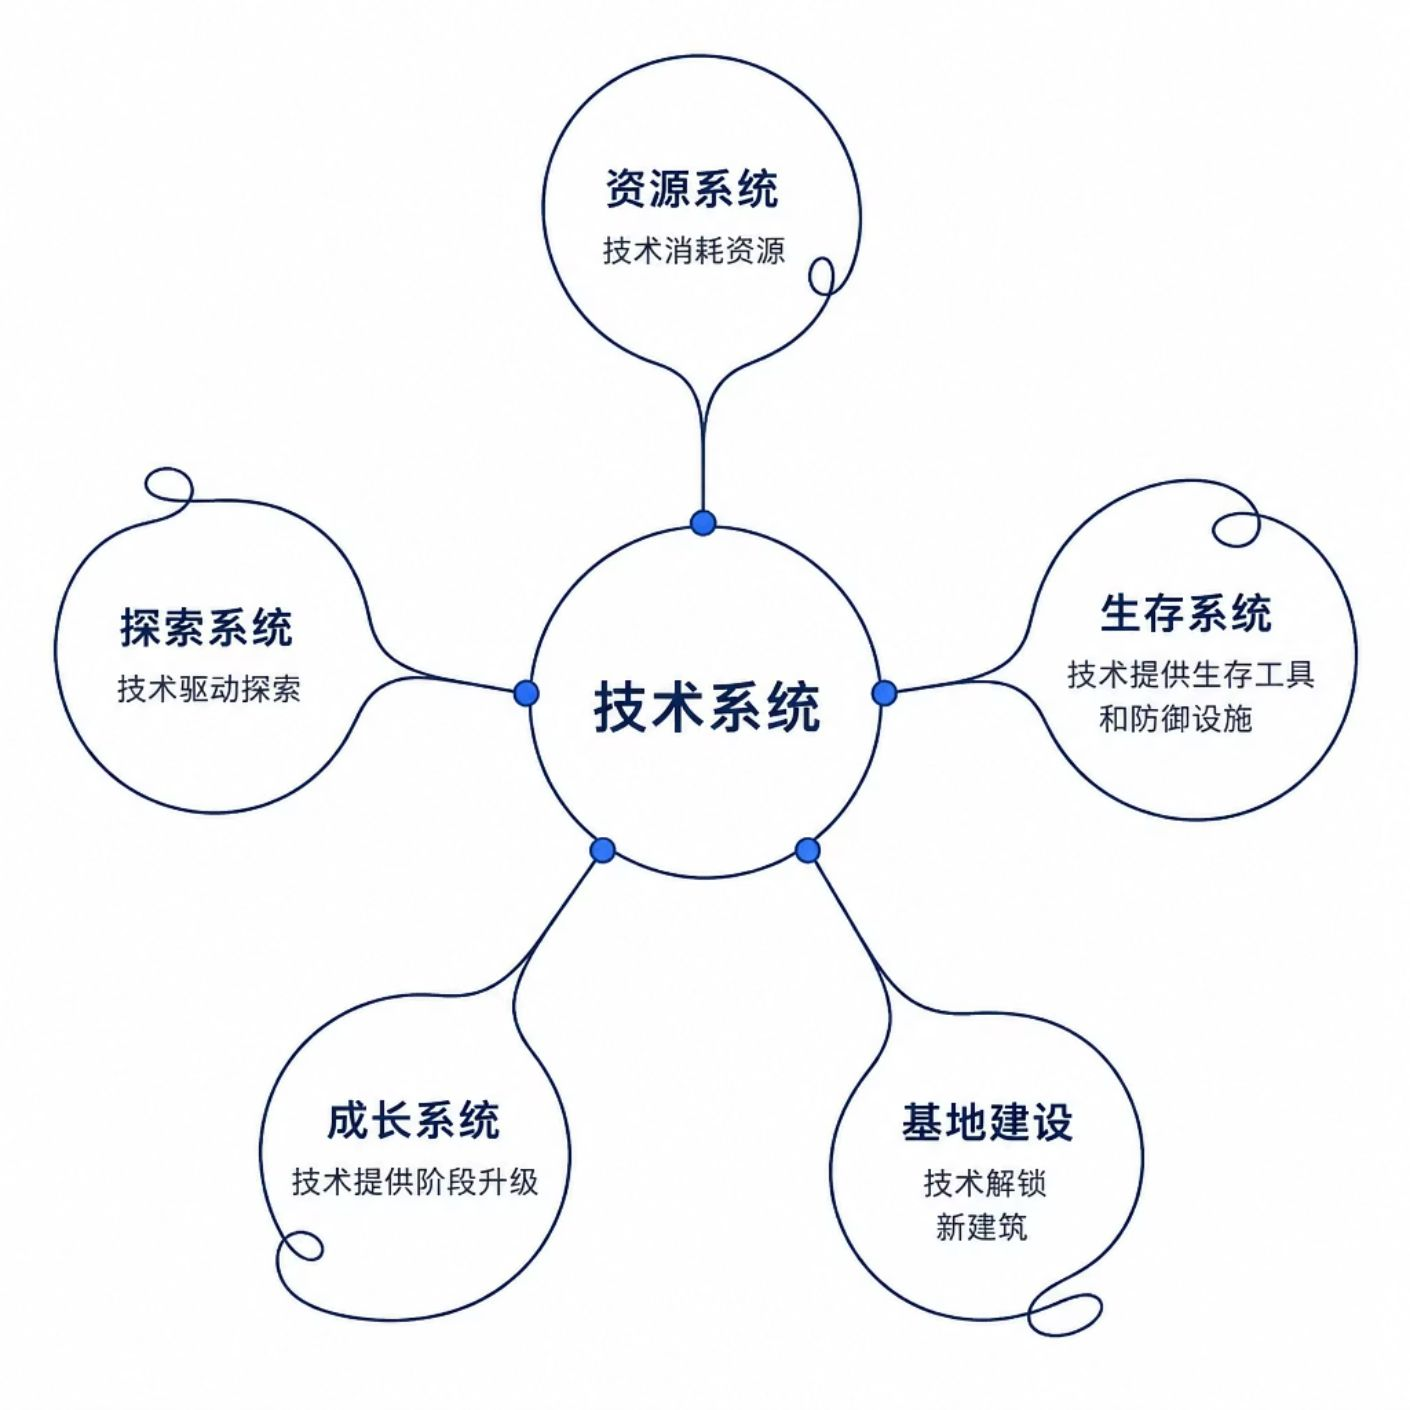 资源系统
技术消耗资源
探索系统
技术驱动探索
技术系统
生存系统
技术提供生存工具
和防御设施
成长系统
技术提供阶段升级
基地建设
技术解锁
新建筑